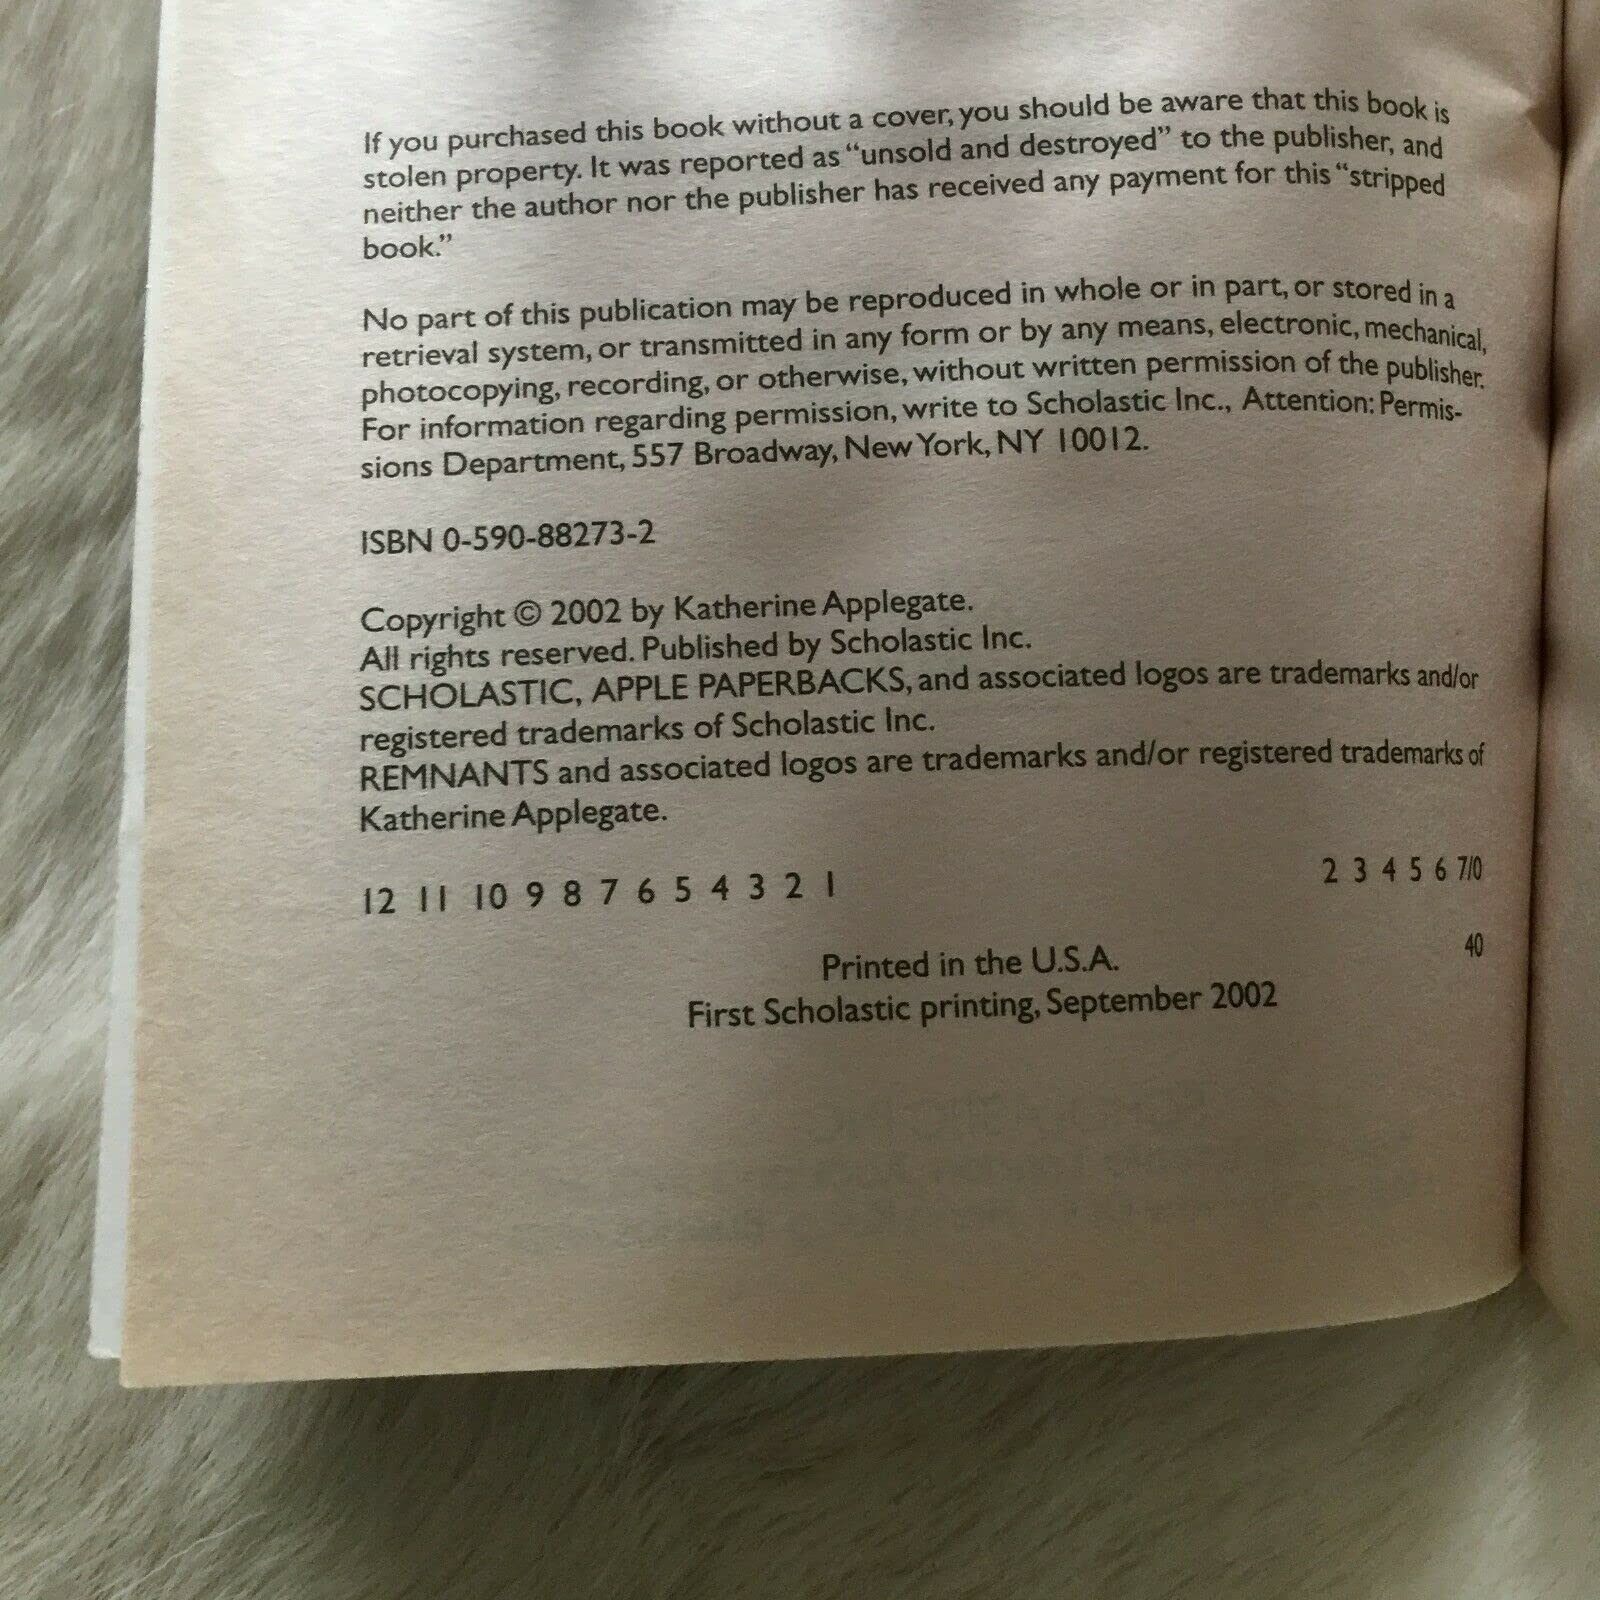 If you purchased this book without a cover, you should be aware that this book is
stolen property. It was reported as “unsold and destroyed” to the publisher, and
neither the author nor the publisher has received any payment for this “stripped
book.”
No part of this publication may be reproduced in whole or in part, or stored in a
retrieval system, or transmitted in any form or by any means, electronic, mechanical,
photocopying, recording, or otherwise, without written permission of the publisher.
For information regarding permission, write to Scholastic Inc., Attention: Permis-
sions Department, 557 Broadway, New York, NY 10012.
ISBN 0-590-88273-2
Copyright © 2002 by Katherine Applegate.
All rights reserved. Published by Scholastic Inc.
SCHOLASTIC, APPLE PAPERBACKS, and associated logos are trademarks and/or
registered trademarks of Scholastic Inc.
REMNANTS and associated logos are trademarks and/or registered trademarks of
Katherine Applegate.
12 11 10 9 8 7 6 5 4 3 2 1 2 3 4 5 6 7/0
40
Printed in the U.S.A.
First Scholastic printing, September 2002